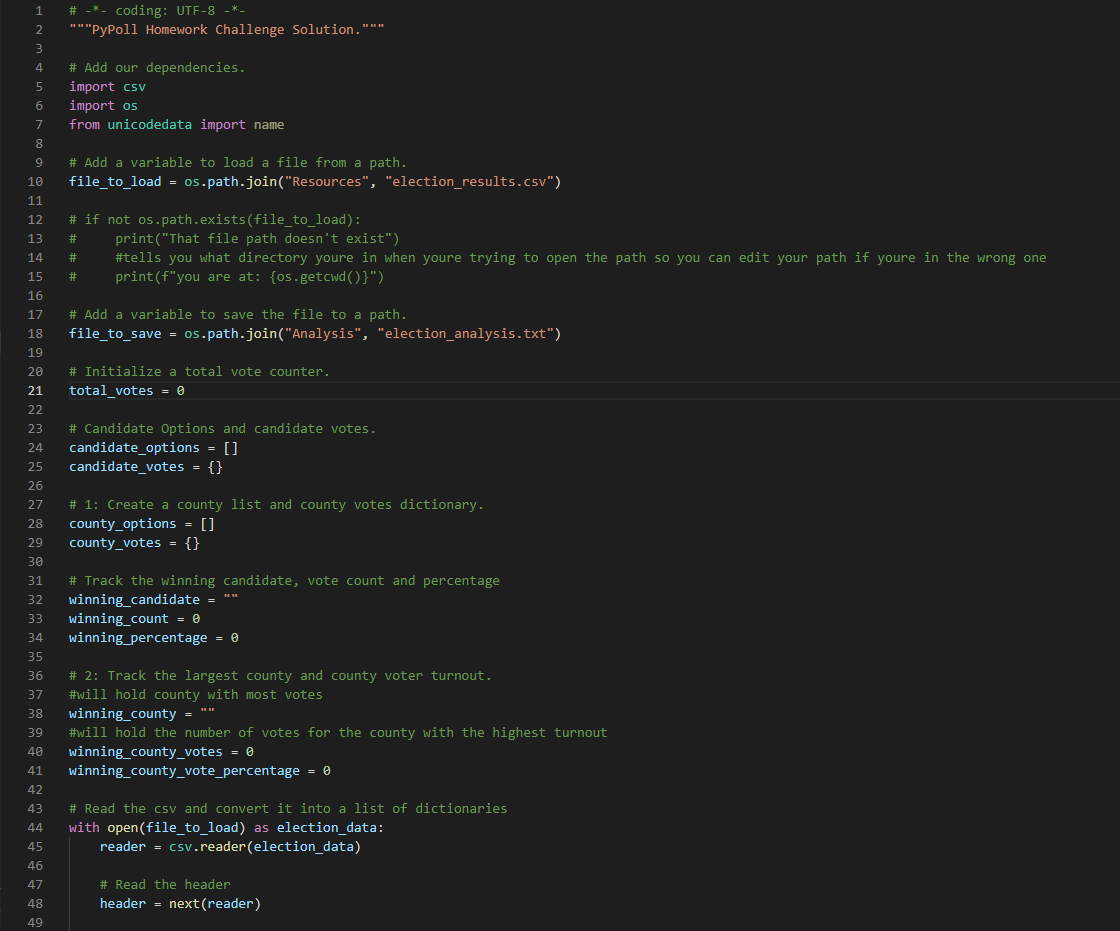 1 # -*- coding: UTF-8 -*-
2 """PyPoll Homework Challenge Solution."""
3
4 # Add our dependencies.
5 import csv
6 import os
7 from unicodedata import name
8
9 # Add a variable to load a file from a path.
10 file_to_load = os.path.join("Resources", "election_results.csv")
11
12 # if not os.path.exists(file_to_load):
13 #     print("That file path doesn't exist")
14 #     #tells you what directory youre in when youre trying to open the path so you can edit your path if youre in the wrong one
15 #     print(f"you are at: {os.getcwd()}")
16
17 # Add a variable to save the file to a path.
18 file_to_save = os.path.join("Analysis", "election_analysis.txt")
19
20 # Initialize a total vote counter.
21 total_votes = 0
22
23 # Candidate Options and candidate votes.
24 candidate_options = []
25 candidate_votes = {}
26
27 # 1: Create a county list and county votes dictionary.
28 county_options = []
29 county_votes = {}
30
31 # Track the winning candidate, vote count and percentage
32 winning_candidate = ""
33 winning_count = 0
34 winning_percentage = 0
35
36 # 2: Track the largest county and county voter turnout.
37 #will hold county with most votes
38 winning_county = ""
39 #will hold the number of votes for the county with the highest turnout
40 winning_county_votes = 0
41 winning_county_vote_percentage = 0
42
43 # Read the csv and convert it into a list of dictionaries
44 with open(file_to_load) as election_data:
45     reader = csv.reader(election_data)
46
47     # Read the header
48     header = next(reader)
49